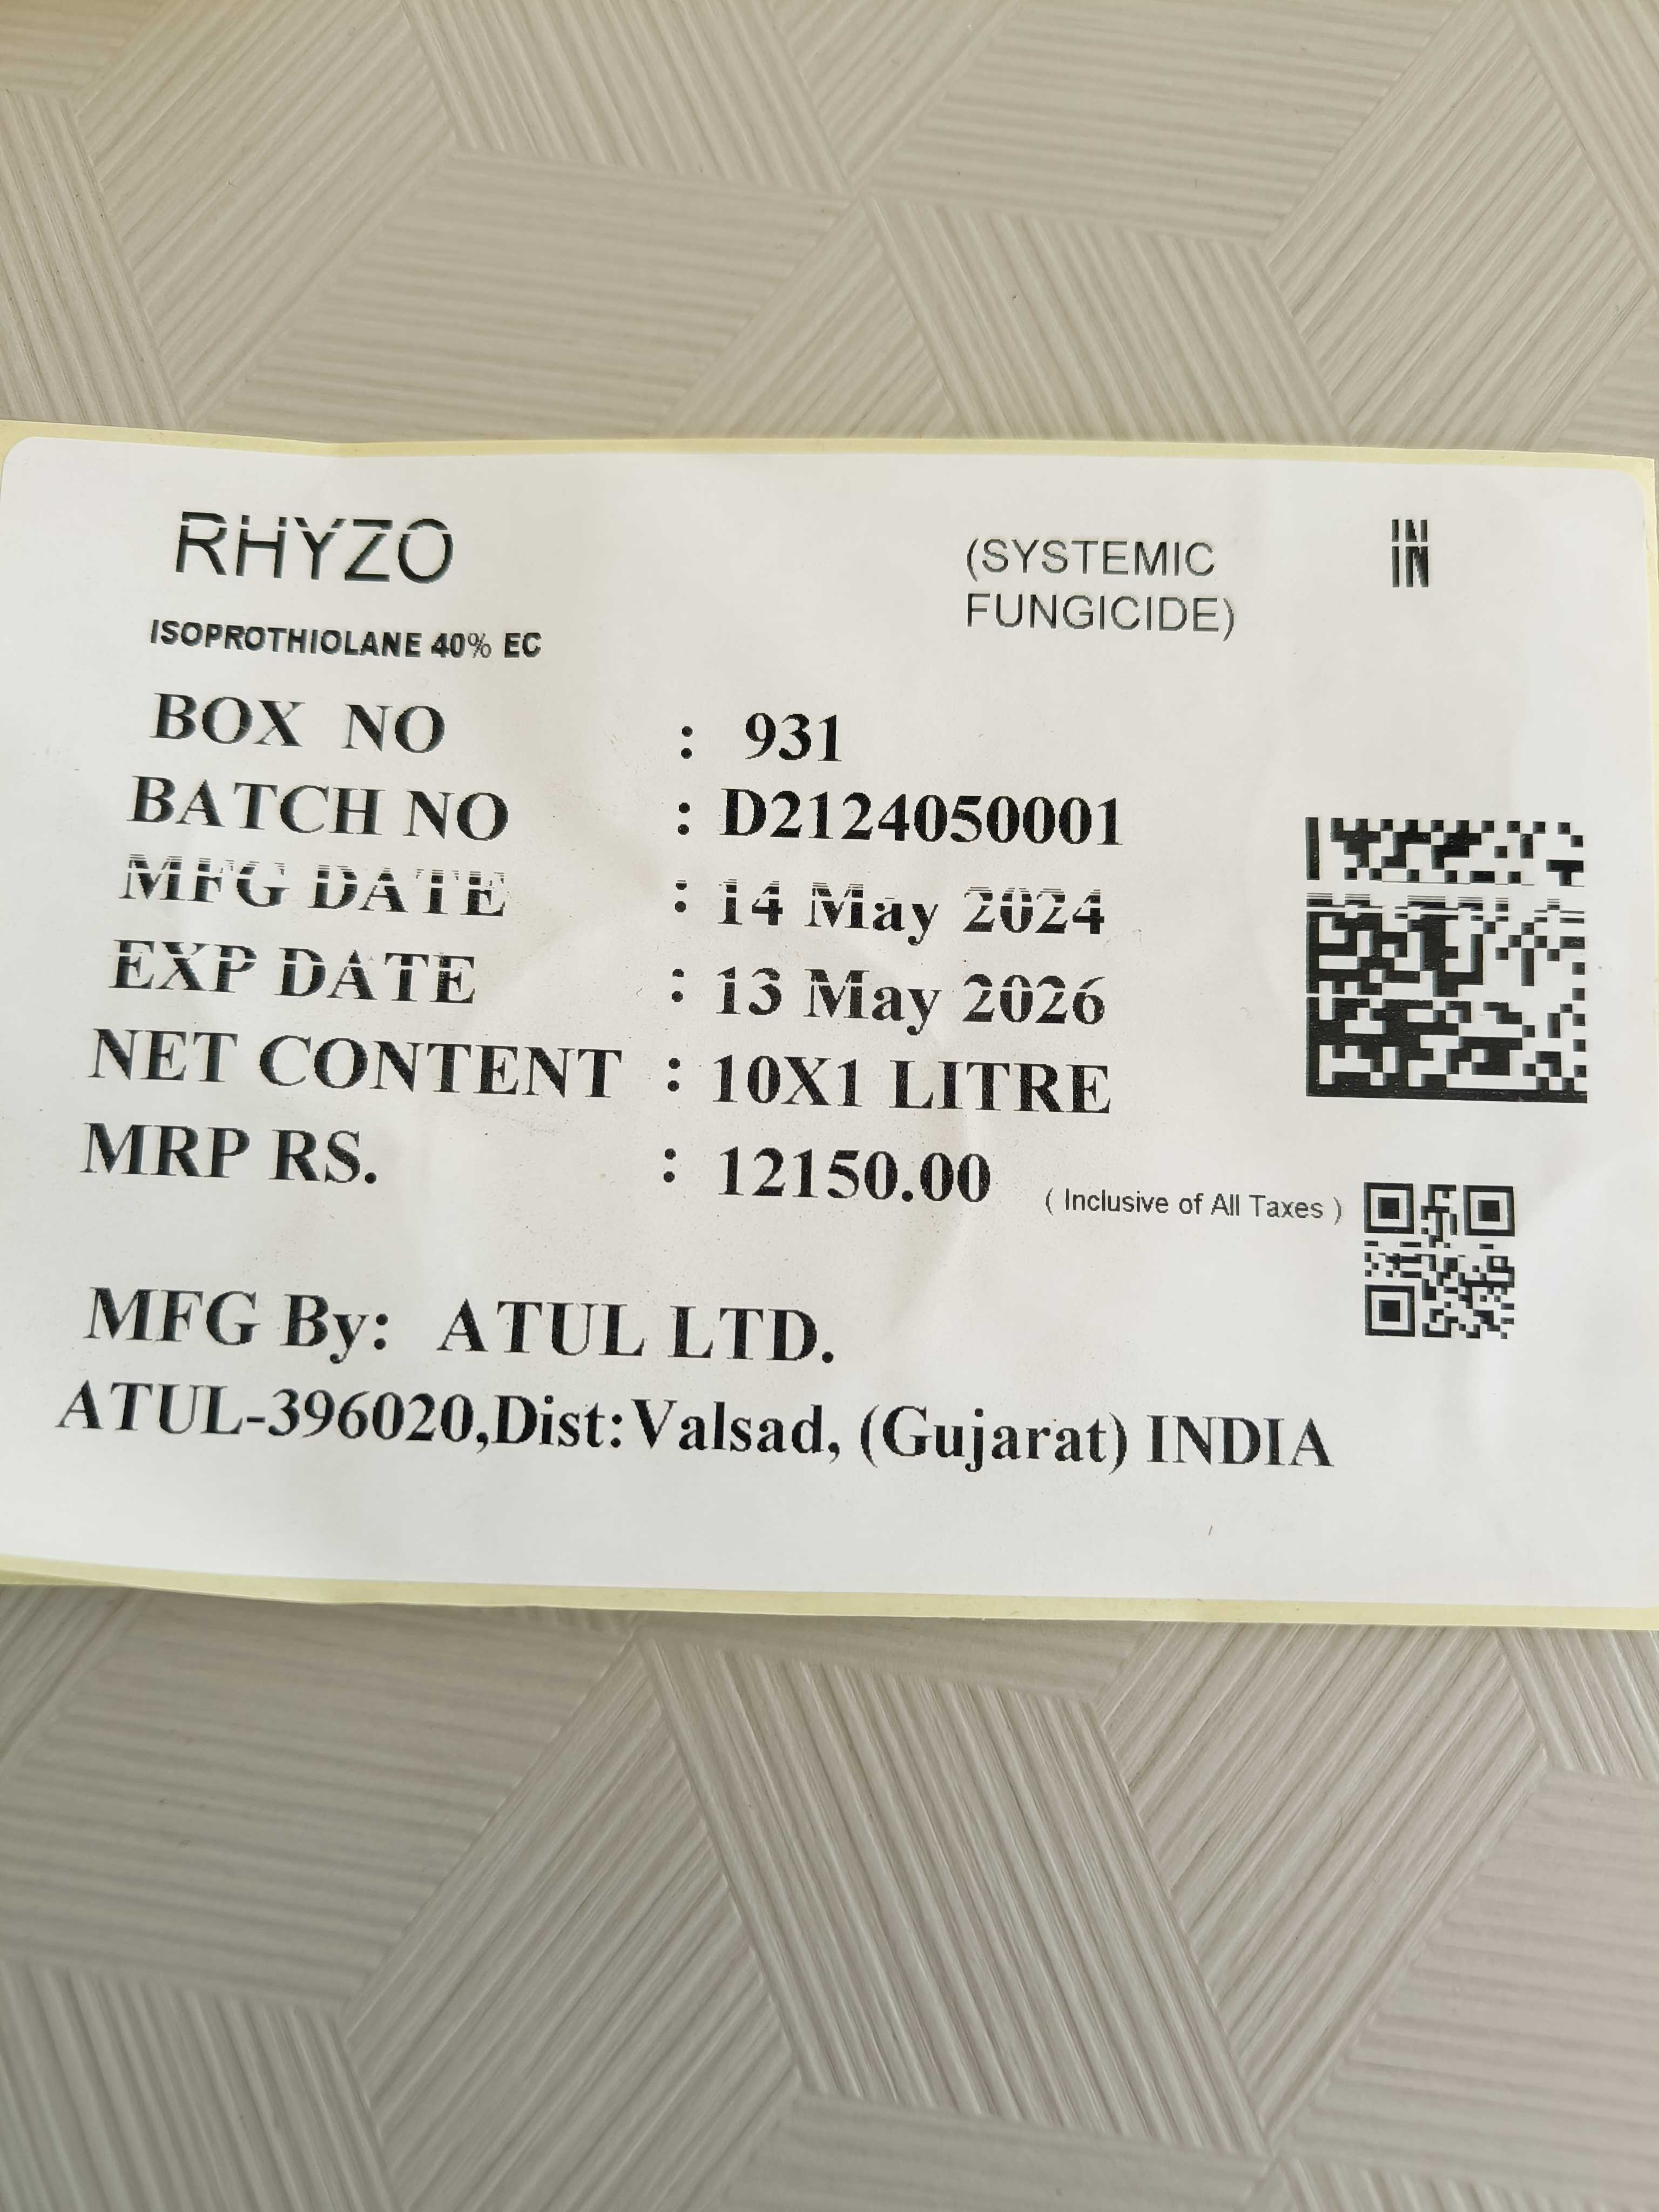 RHYZO
(SYSTEMIC
FUNGICIDE)
IN
ISOPROTHIOLANE 40% EC
BOX NO : 931
BATCH NO : D2124050001
MFG DATE : 14 May 2024
EXP DATE : 13 May 2026
NET CONTENT : 10X1 LITRE
MRP RS. : 12150.00 ( Inclusive of All Taxes )
MFG By: ATUL LTD.
ATUL-396020,Dist:Valsad, (Gujarat) INDIA